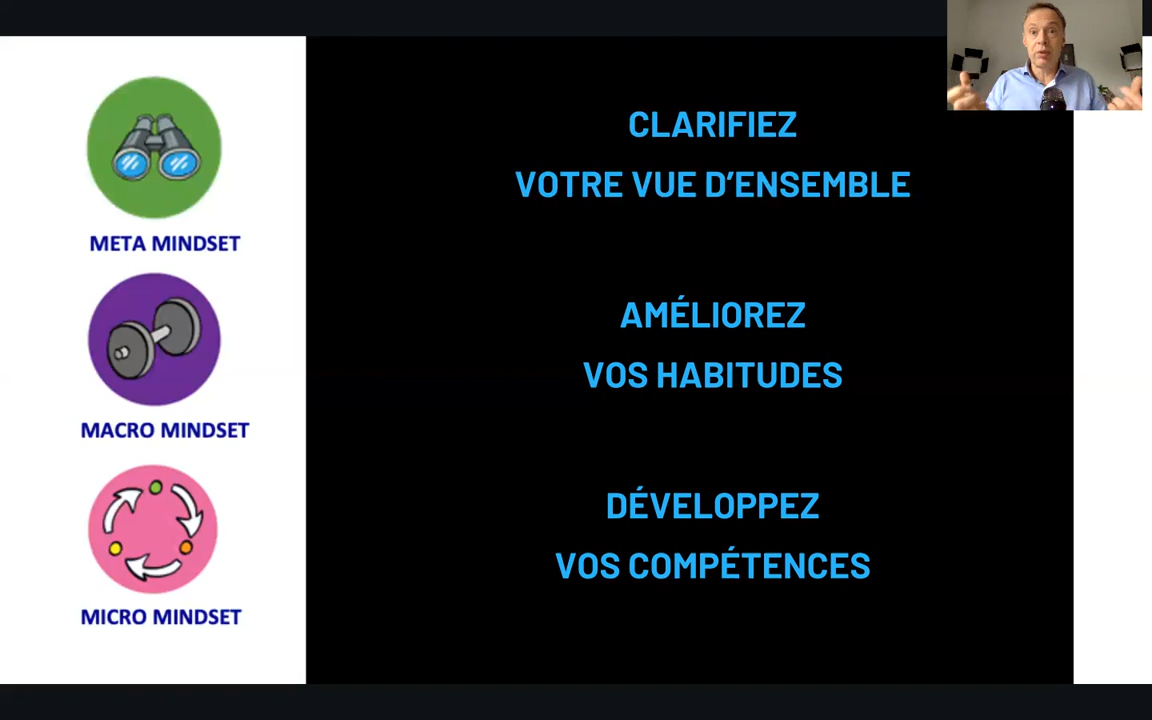 META MINDSET
CLARIFIEZ
VOTRE VUE D’ENSEMBLE
MACRO MINDSET
AMÉLIOREZ
VOS HABITUDES
MICRO MINDSET
DÉVELOPPEZ
VOS COMPÉTENCES